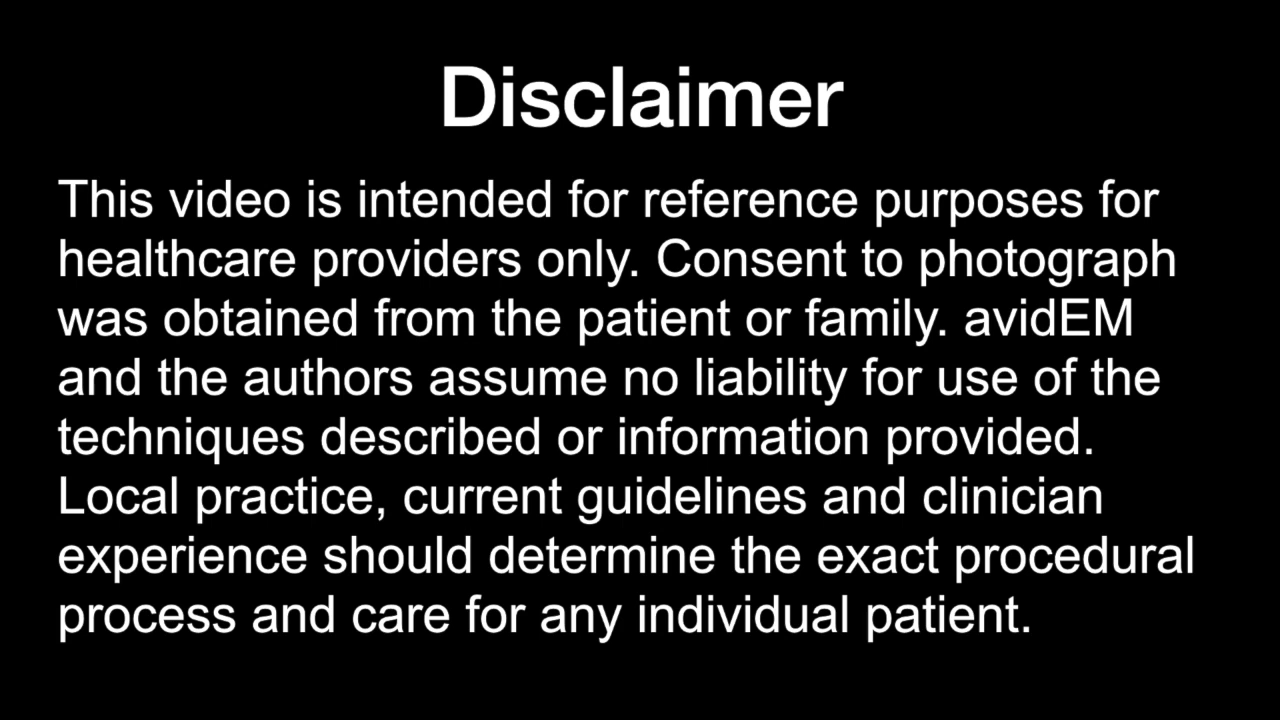 Disclaimer
This video is intended for reference purposes for
healthcare providers only. Consent to photograph
was obtained from the patient or family. avidEM
and the authors assume no liability for use of the
techniques described or information provided.
Local practice, current guidelines and clinician
experience should determine the exact procedural
process and care for any individual patient.